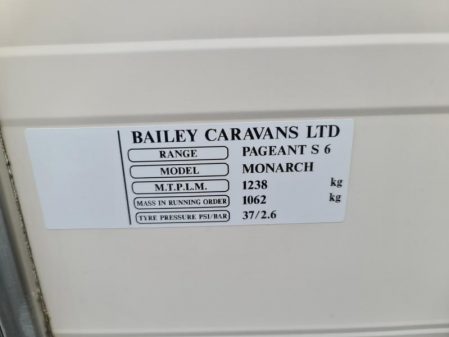 BAILEY CARAVANS LTD
RANGE PAGEANT S 6
MODEL MONARCH
M.T.P.L.M. 1238 kg
MASS IN RUNNING ORDER 1062 kg
TYRE PRESSURE PSI/BAR 37/2.6